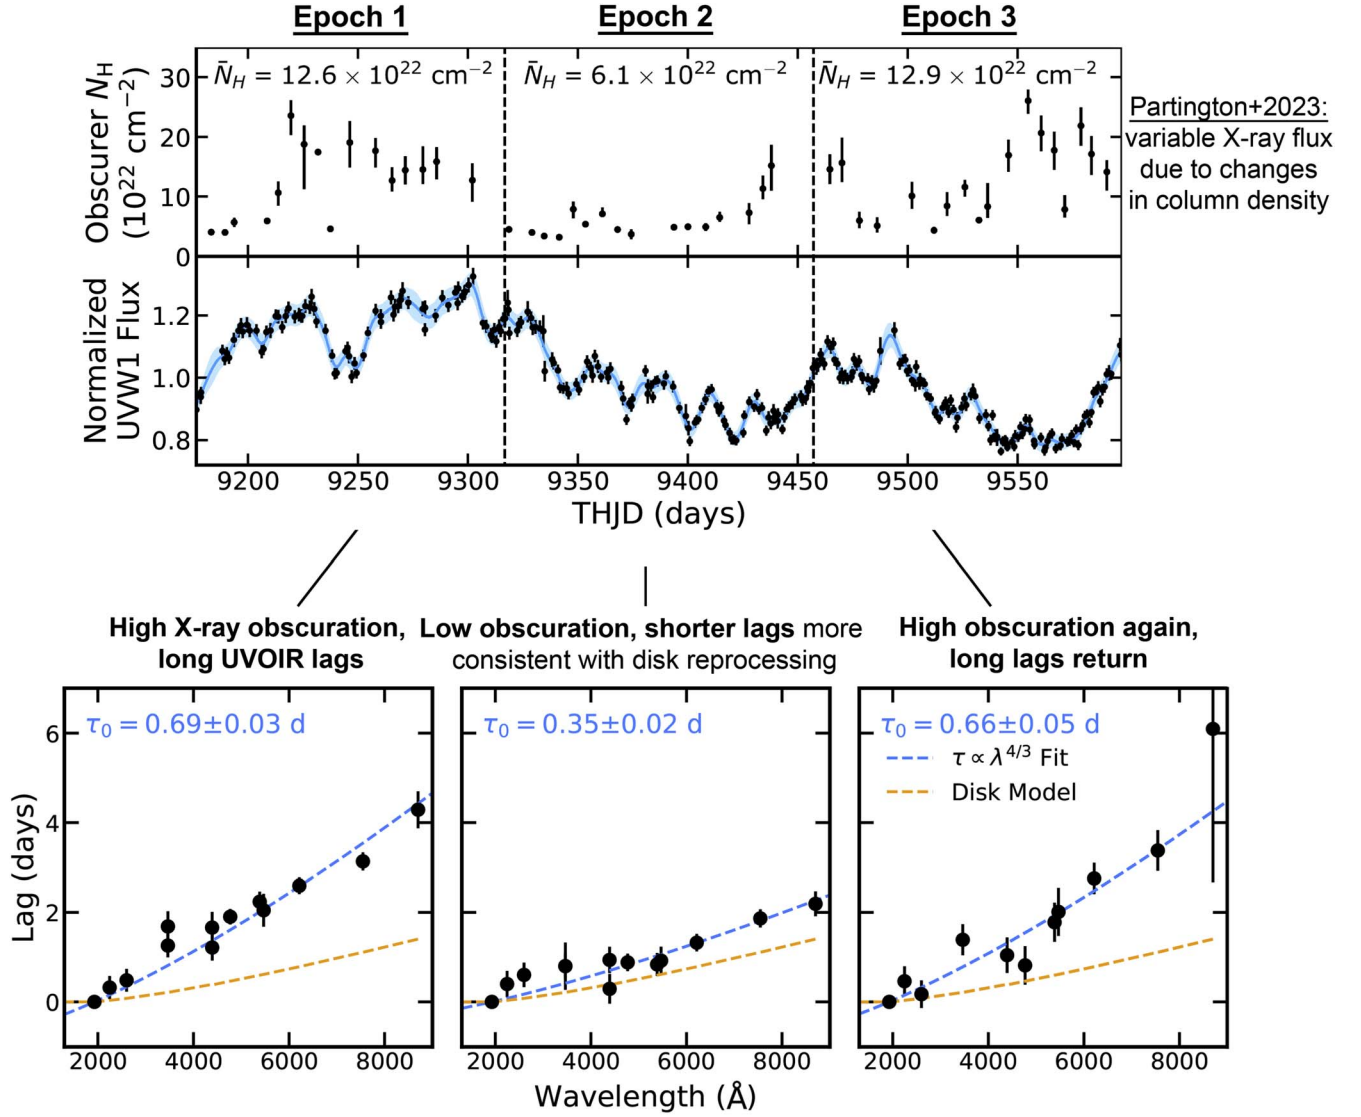 Epoch 1
Epoch 2
Epoch 3
N̄_H = 12.6 × 10²² cm⁻²
N̄_H = 6.1 × 10²² cm⁻²
N̄_H = 12.9 × 10²² cm⁻²
Obscurer N_H
(10²² cm⁻²)
30
20
10
0
Partington+2023:
variable X-ray flux
due to changes
in column density
Normalized
UVW1 Flux
1.2
1.0
0.8
9200 9250 9300 9350 9400 9450 9500 9550
THJD (days)
High X-ray obscuration,
long UVOIR lags
Low obscuration, shorter lags more
consistent with disk reprocessing
High obscuration again,
long lags return
Lag (days)
6
4
2
0
τ₀ = 0.69±0.03 d
τ₀ = 0.35±0.02 d
τ₀ = 0.66±0.05 d
τ ∝ λ^4/3 Fit
Disk Model
2000 4000 6000 8000
2000 4000 6000 8000
2000 4000 6000 8000
Wavelength (Å)